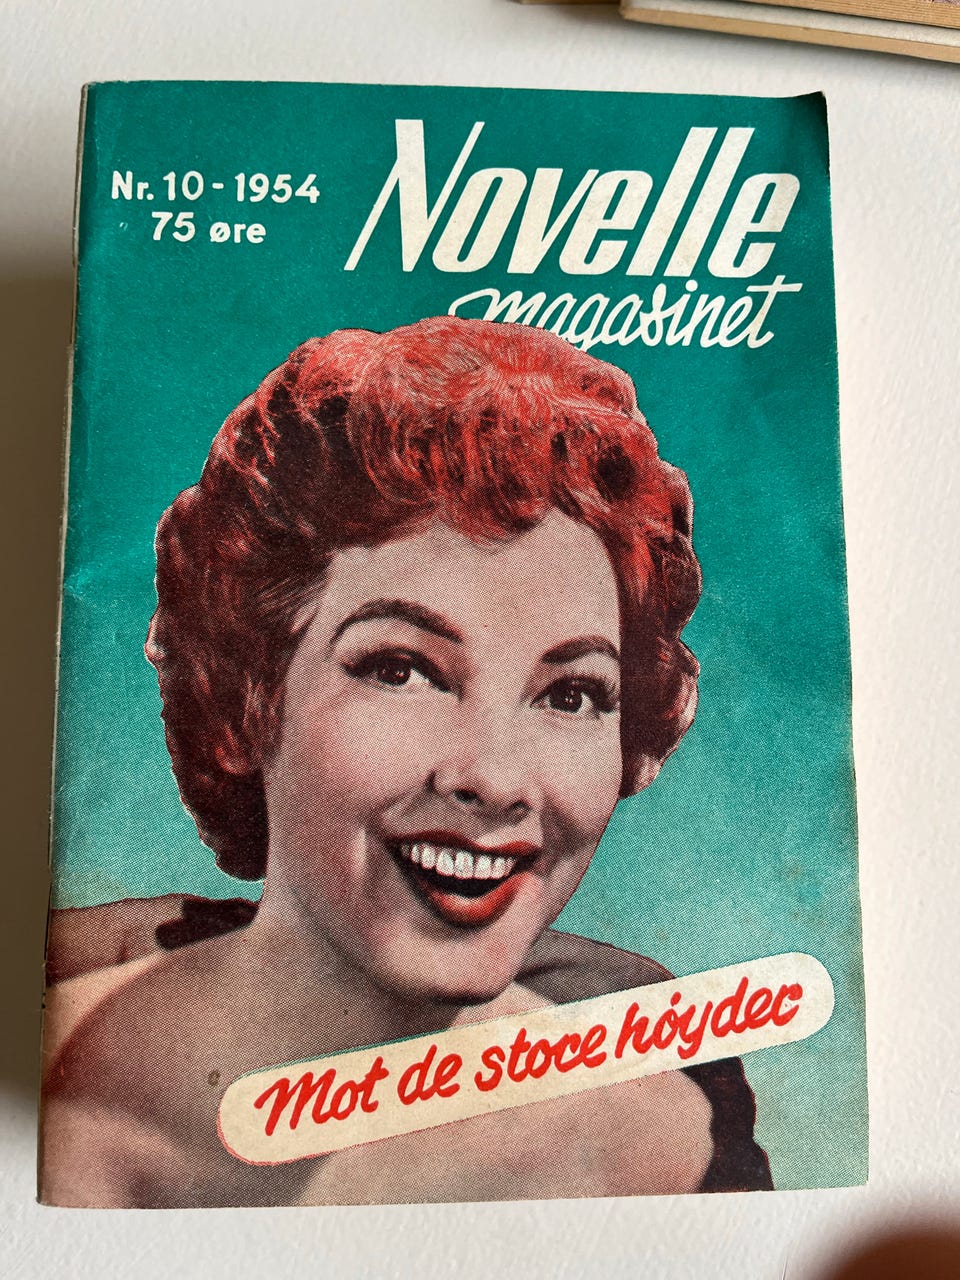 Nr. 10 - 1954
75 øre
Novelle
magasinet
Mot de store høyder